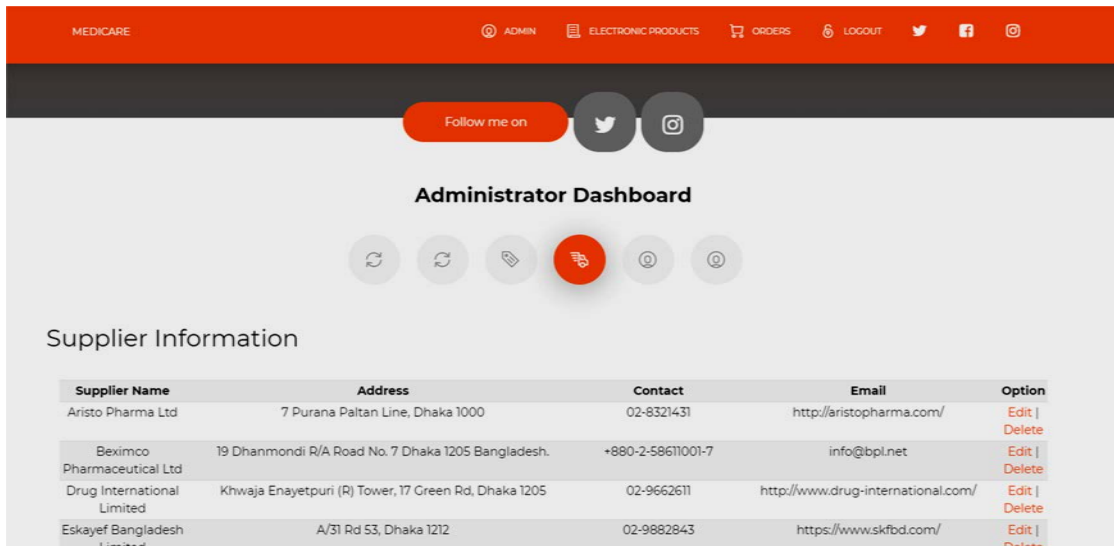 MEDICARE
ADMIN
ELECTRONIC PRODUCTS
ORDERS
LOGOUT
Follow me on
Administrator Dashboard
Supplier Information
Supplier Name Address Contact Email Option
Aristo Pharma Ltd 7 Purana Paltan Line, Dhaka 1000 02-8321431 http://aristopharma.com/ Edit |
Delete
Beximco 19 Dhanmondi R/A Road No. 7 Dhaka 1205 Bangladesh. +880-2-58611001-7 info@bpl.net Edit |
Pharmaceutical Ltd Delete
Drug International Khwaja Enayetpuri (R) Tower, 17 Green Rd, Dhaka 1205 02-9662611 http://www.drug-international.com/ Edit |
Limited Delete
Eskayef Bangladesh A/31 Rd 53, Dhaka 1212 02-9882843 https://www.skfbd.com/ Edit |
Limited Delete